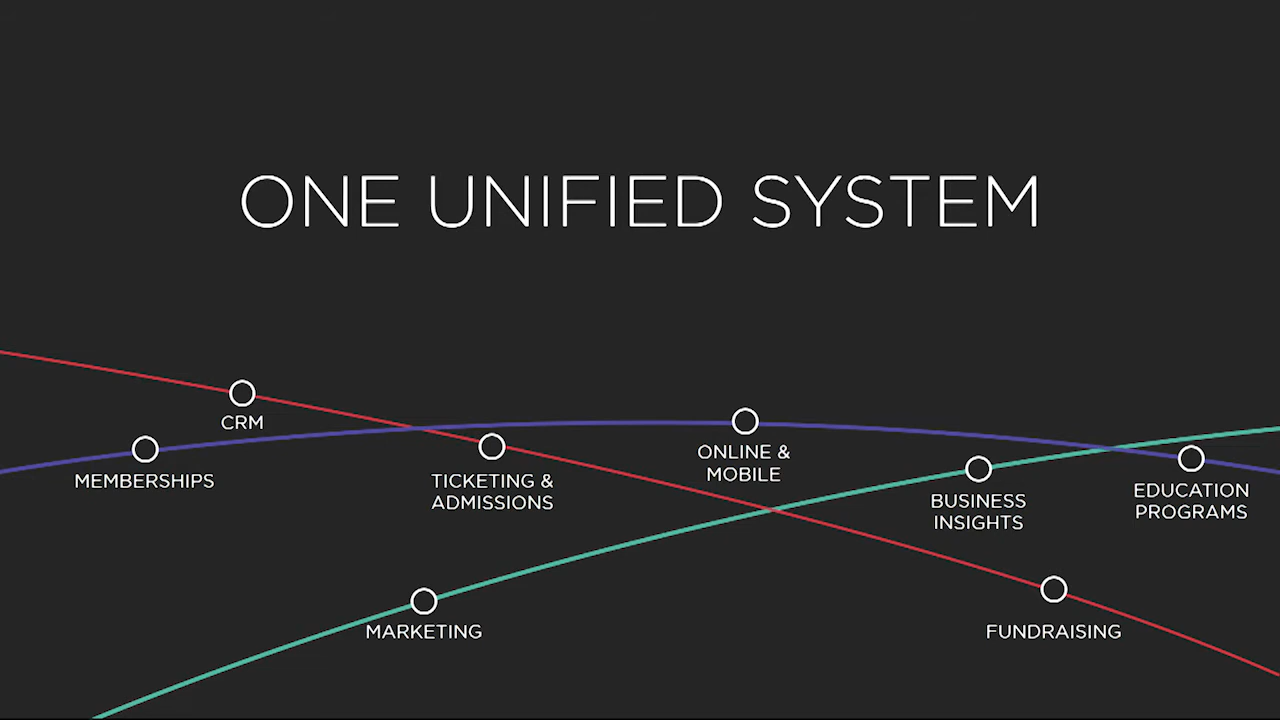 ONE UNIFIED SYSTEM
CRM
MEMBERSHIPS
TICKETING &
ADMISSIONS
ONLINE &
MOBILE
BUSINESS
INSIGHTS
EDUCATION
PROGRAMS
MARKETING
FUNDRAISING